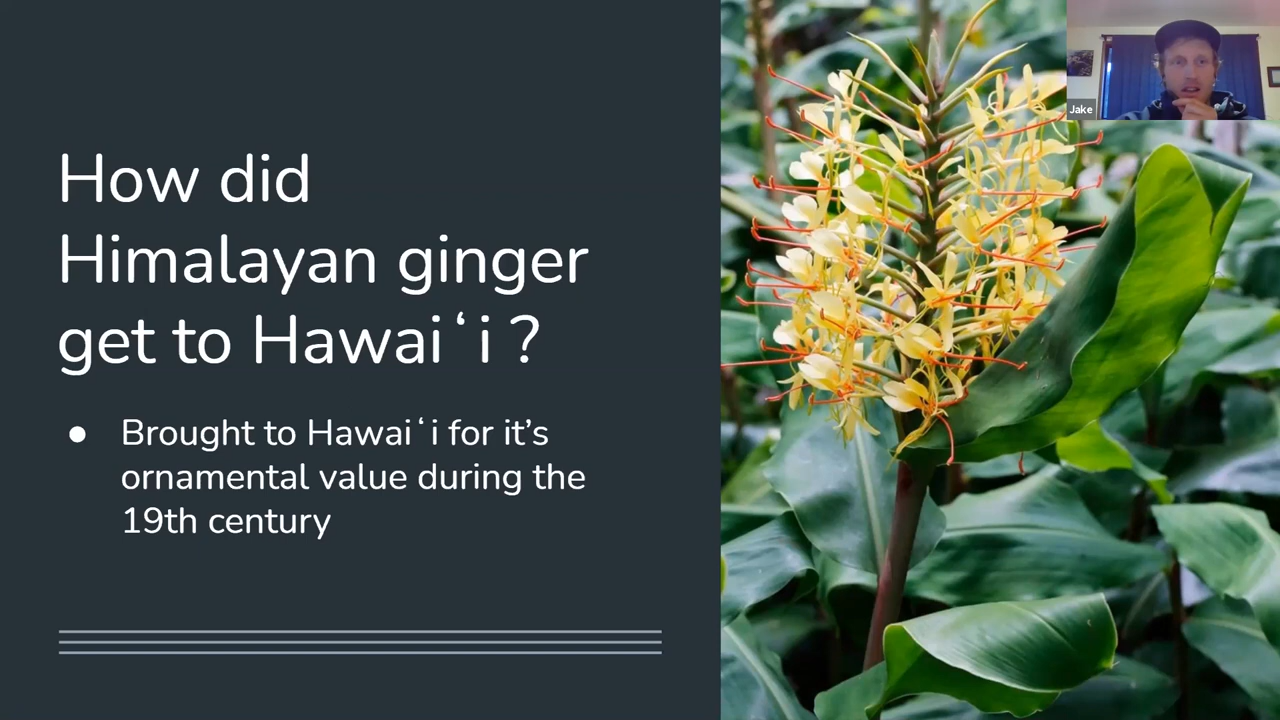 How did
Himalayan ginger
get to Hawaiʻi ?
● Brought to Hawaiʻi for it’s
ornamental value during the
19th century
Jake